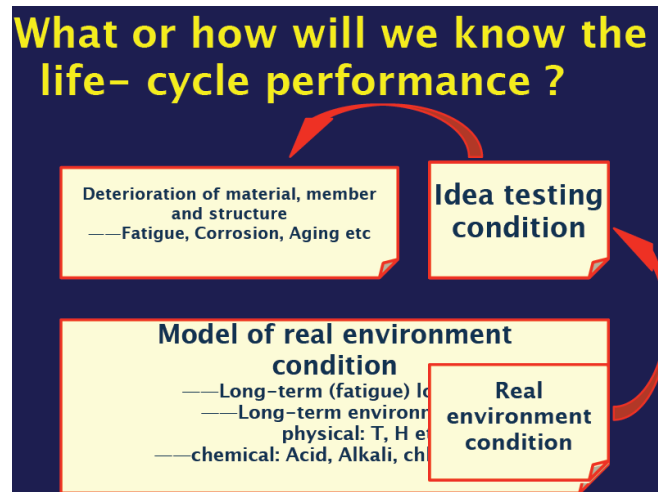 What or how will we know the
life- cycle performance ?
Deterioration of material, member
and structure
——Fatigue, Corrosion, Aging etc
Idea testing
condition
Model of real environment
condition
——Long-term (fatigue)
——Long-term
physical: T, H
——chemical: Acid, Alkali,
Real
environment
condition